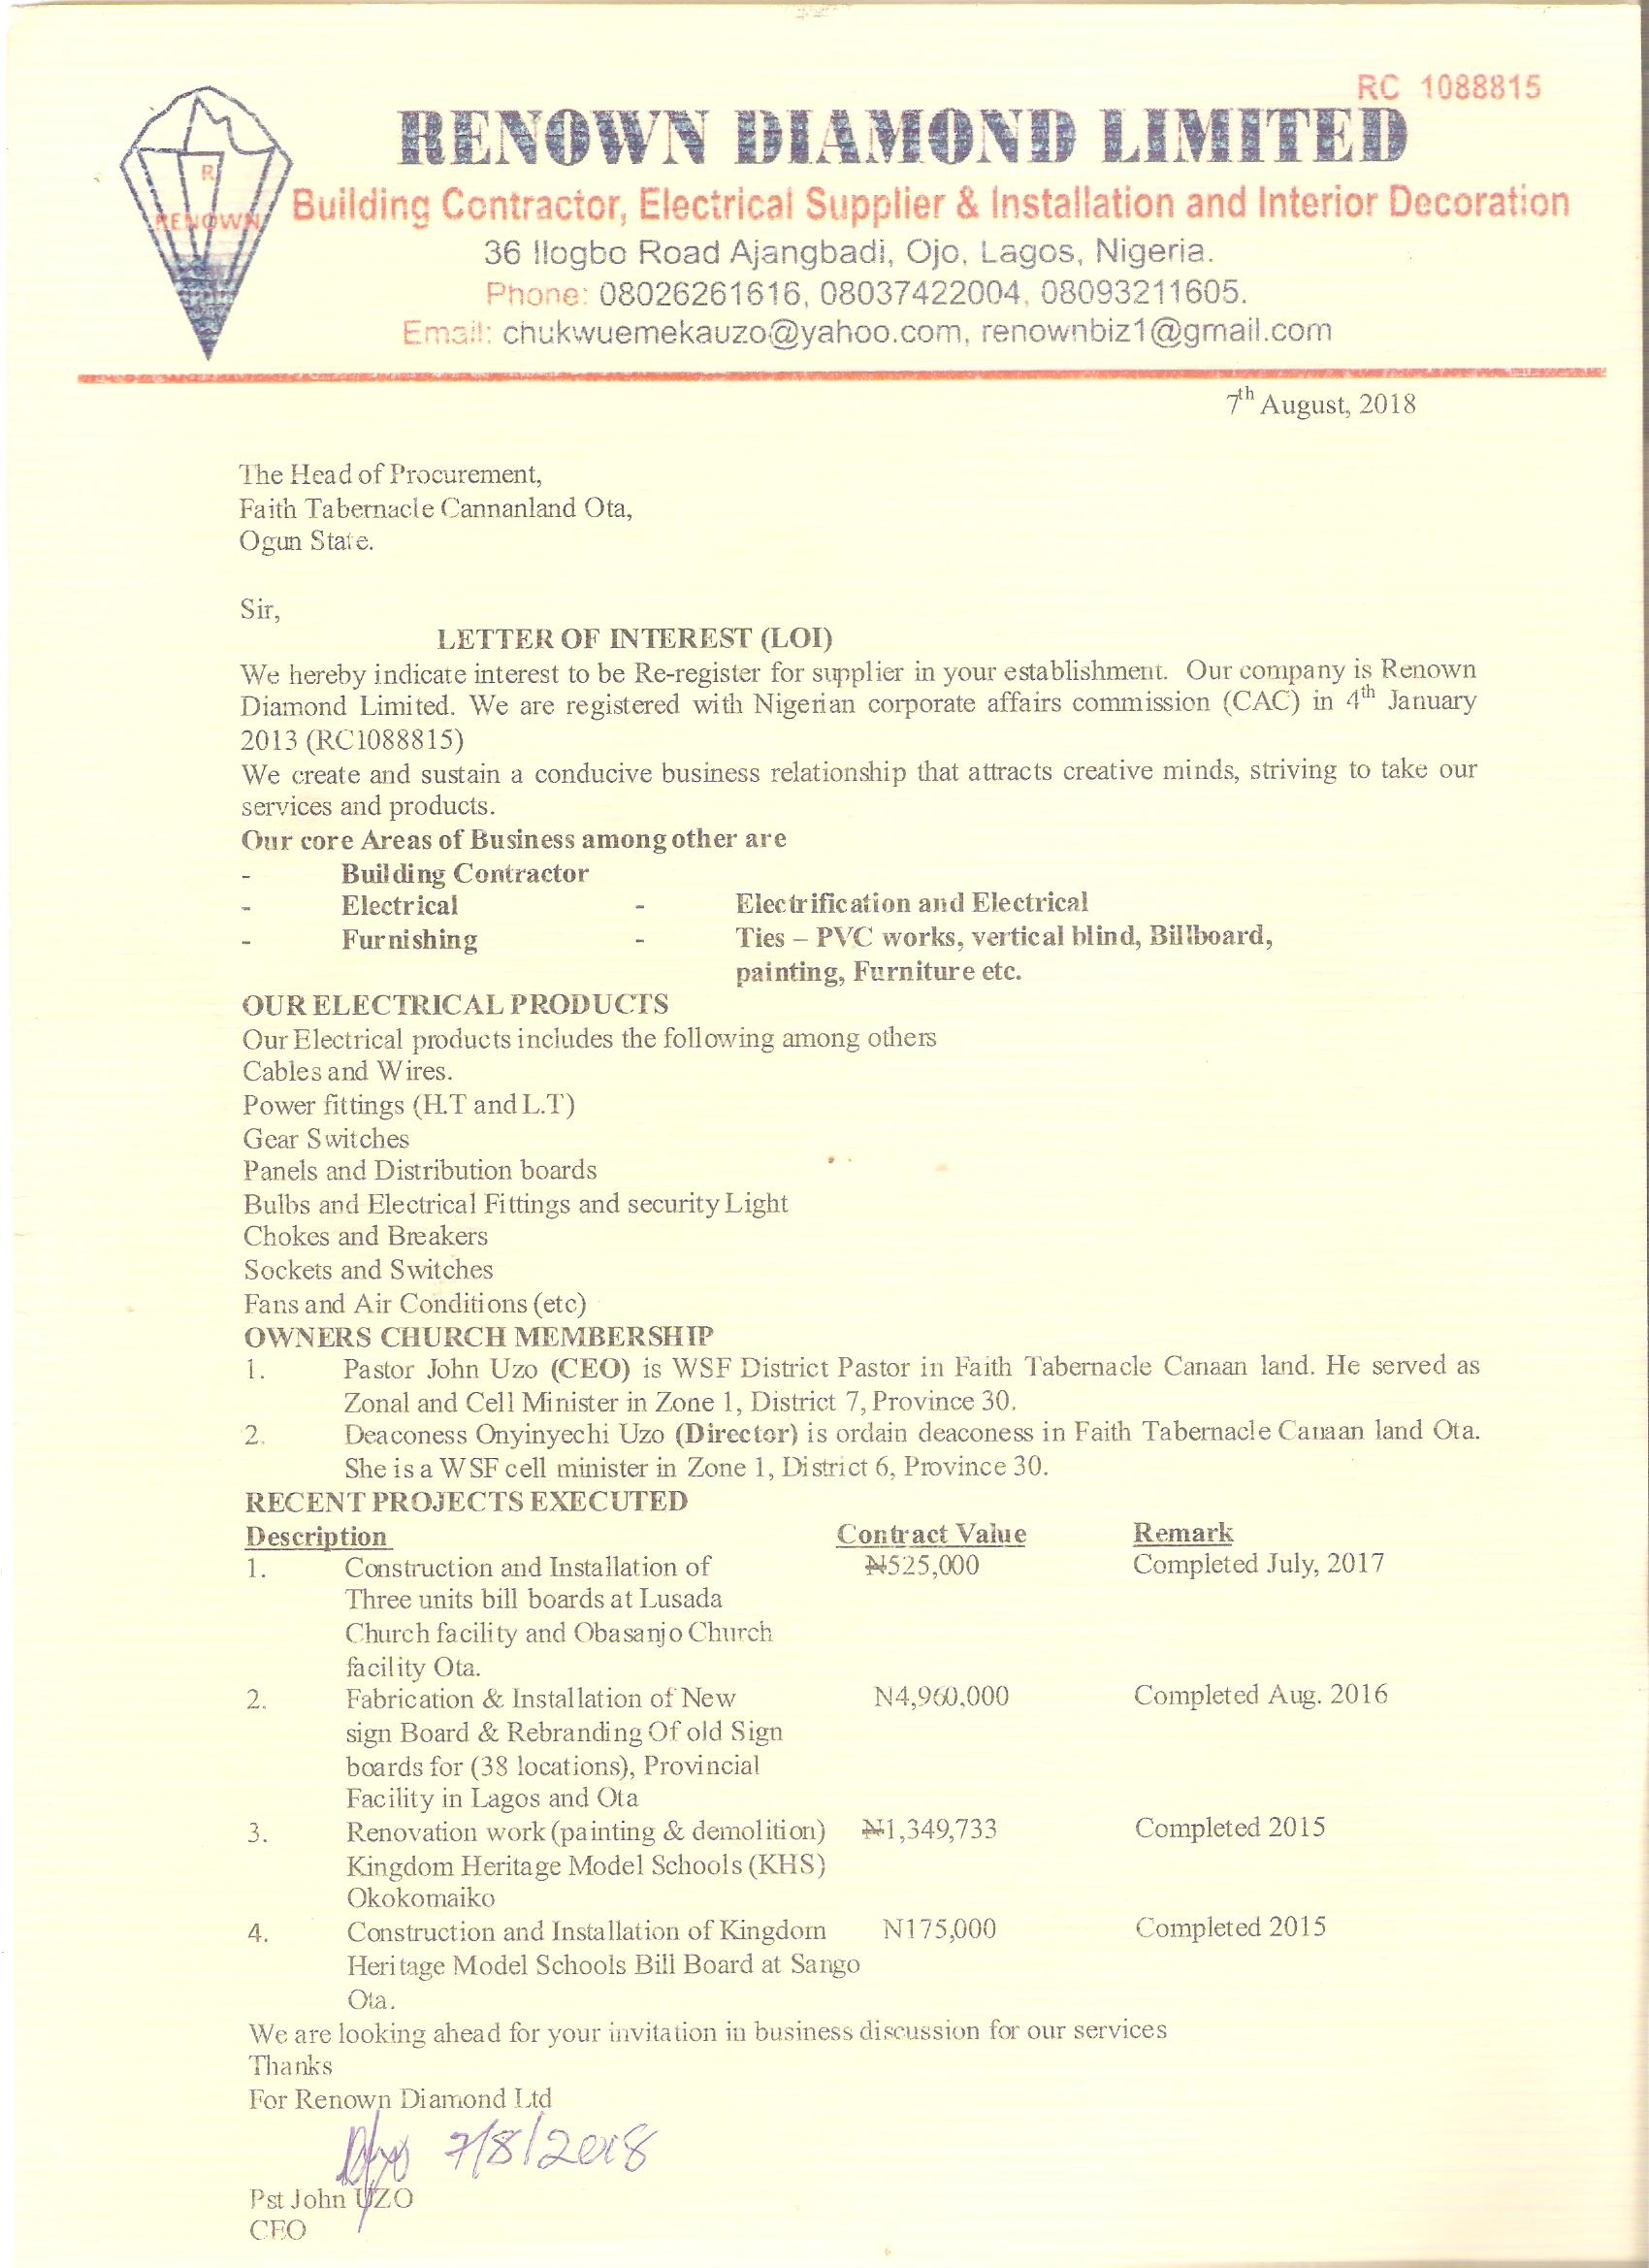 RC 1088815
RENOWN DIAMOND LIMITED
R
RENOWN
Building Contractor, Electrical Supplier & Installation and Interior Decoration
36 Ilogbo Road Ajangbadi, Ojo, Lagos, Nigeria.
Phone: 08026261616, 08037422004, 08093211605.
Email: chukwuemekauzo@yahoo.com, renownbiz1@gmail.com
7th August, 2018
The Head of Procurement,
Faith Tabernacle Cannanland Ota,
Ogun State.
Sir,
LETTER OF INTEREST (LOI)
We hereby indicate interest to be Re-register for supplier in your establishment. Our company is Renown
Diamond Limited. We are registered with Nigerian corporate affairs commission (CAC) in 4th January
2013 (RC1088815)
We create and sustain a conducive business relationship that attracts creative minds, striving to take our
services and products.
Our core Areas of Business among other are
- Building Contractor
- Electrical - Electrification and Electrical
- Furnishing - Ties – PVC works, vertical blind, Billboard,
painting, Furniture etc.
OUR ELECTRICAL PRODUCTS
Our Electrical products includes the following among others
Cables and Wires.
Power fittings (H.T and L.T)
Gear Switches
Panels and Distribution boards
Bulbs and Electrical Fittings and security Light
Chokes and Breakers
Sockets and Switches
Fans and Air Conditions (etc)
OWNERS CHURCH MEMBERSHIP
1. Pastor John Uzo (CEO) is WSF District Pastor in Faith Tabernacle Canaan land. He served as
Zonal and Cell Minister in Zone 1, District 7, Province 30.
2. Deaconess Onyinyechi Uzo (Director) is ordain deaconess in Faith Tabernacle Canaan land Ota.
She is a WSF cell minister in Zone 1, District 6, Province 30.
RECENT PROJECTS EXECUTED
Description Contract Value Remark
1. Construction and Installation of ₦525,000 Completed July, 2017
Three units bill boards at Lusada
Church facility and Obasanjo Church
facility Ota.
2. Fabrication & Installation of New N4,960,000 Completed Aug. 2016
sign Board & Rebranding Of old Sign
boards for (38 locations), Provincial
Facility in Lagos and Ota
3. Renovation work (painting & demolition) ₦1,349,733 Completed 2015
Kingdom Heritage Model Schools (KHS)
Okokomaiko
4. Construction and Installation of Kingdom N175,000 Completed 2015
Heritage Model Schools Bill Board at Sango
Ota.
We are looking ahead for your invitation in business discussion for our services
Thanks
For Renown Diamond Ltd
7/8/2018
Pst John UZO
CEO